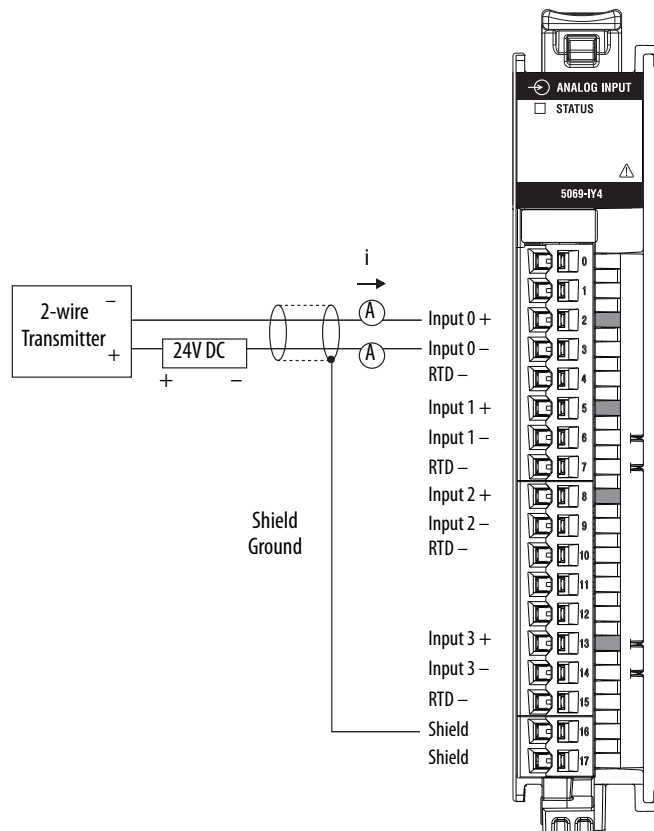 ANALOG INPUT
STATUS
5069-IY4
i
2-wire
Transmitter
−
+
24V DC
+ −
A
A
Input 0 +
Input 0 −
RTD −
Input 1 +
Input 1 −
RTD −
Input 2 +
Input 2 −
RTD −
Input 3 +
Input 3 −
RTD −
Shield
Shield
Shield
Ground
0
1
2
3
4
5
6
7
8
9
10
11
12
13
14
15
16
17